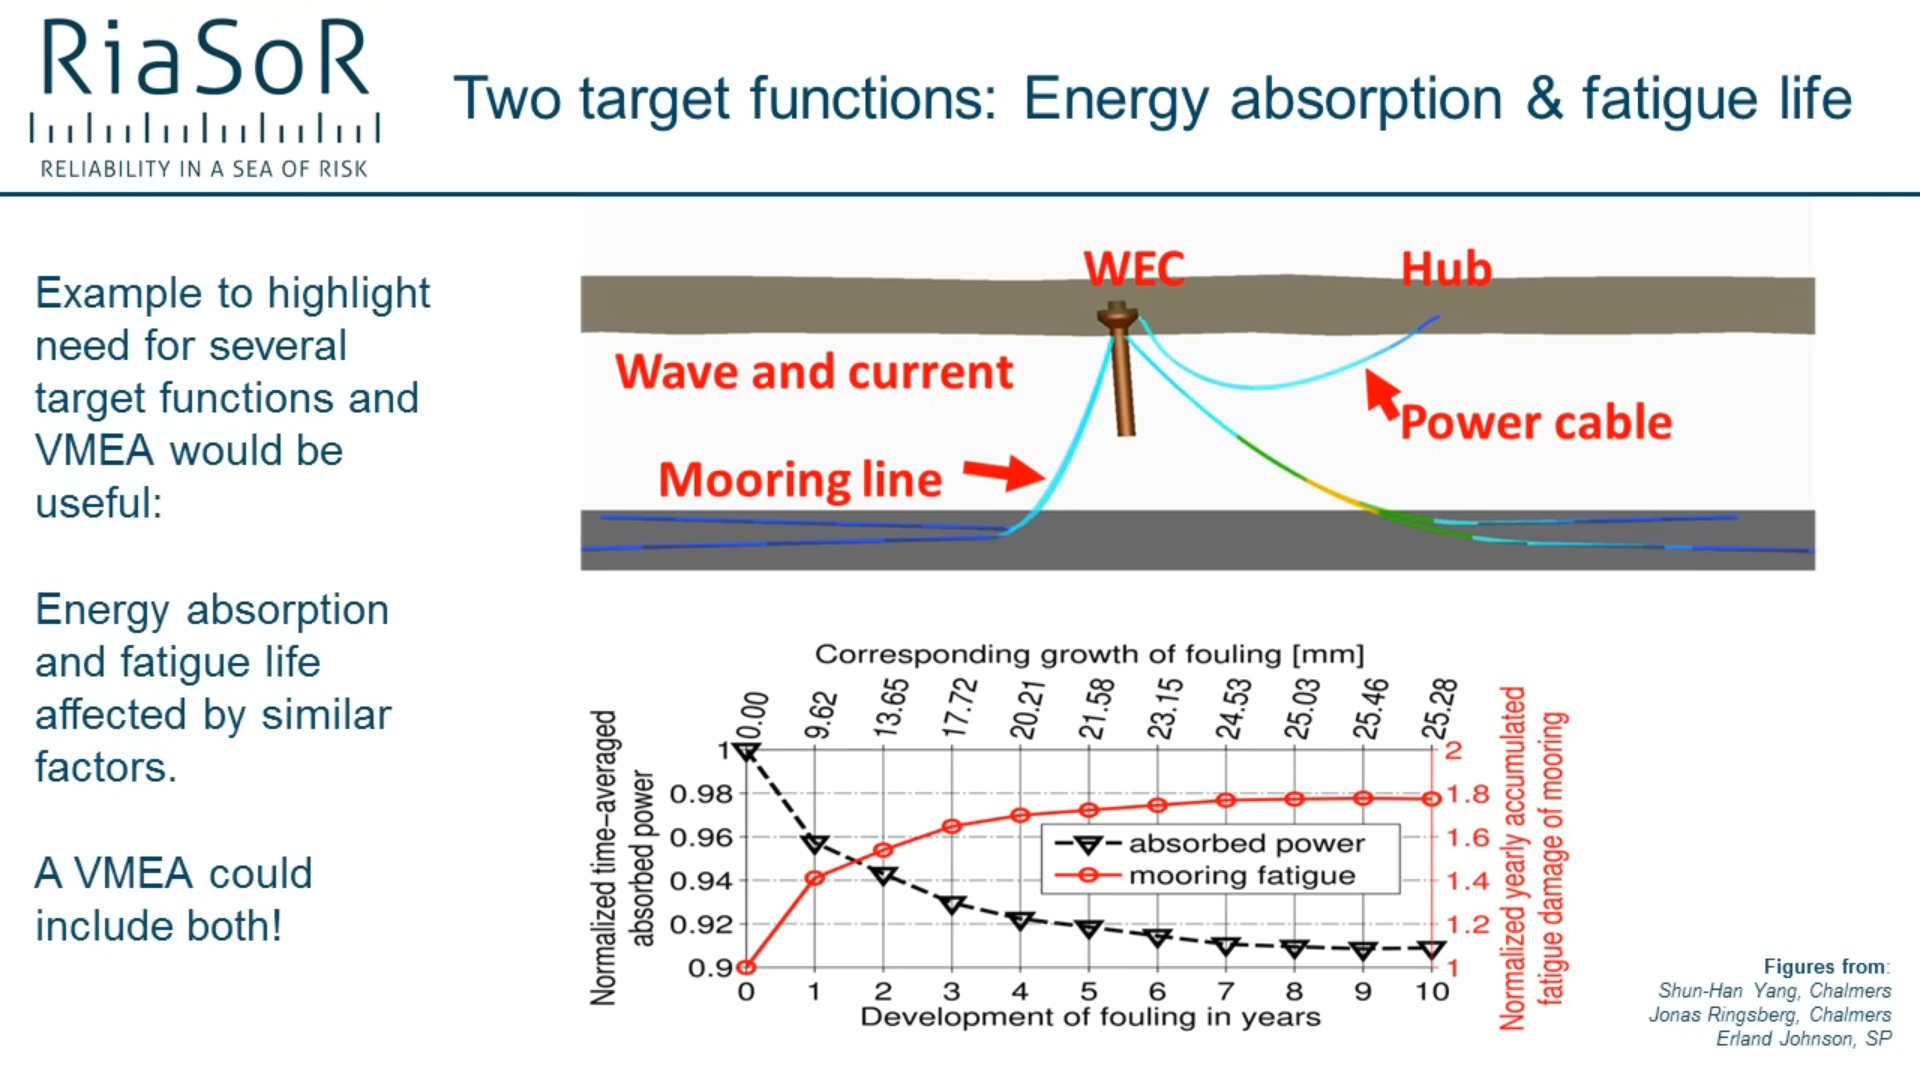 RiaSoR
RELIABILITY IN A SEA OF RISK
Two target functions: Energy absorption & fatigue life
Example to highlight
need for several
target functions and
VMEA would be
useful:
Energy absorption
and fatigue life
affected by similar
factors.
A VMEA could
include both!
WEC
Hub
Wave and current
Power cable
Mooring line
Corresponding growth of fouling [mm]
0.00 9.62 13.65 17.72 20.21 21.58 23.15 24.53 25.03 25.46 25.28
Normalized time-averaged
absorbed power
1
0.98
0.96
0.94
0.92
0.9
absorbed power
mooring fatigue
2
1.8
1.6
1.4
1.2
1
Normalized yearly accumulated
fatigue damage of mooring
0 1 2 3 4 5 6 7 8 9 10
Development of fouling in years
Figures from:
Shun-Han Yang, Chalmers
Jonas Ringsberg, Chalmers
Erland Johnson, SP